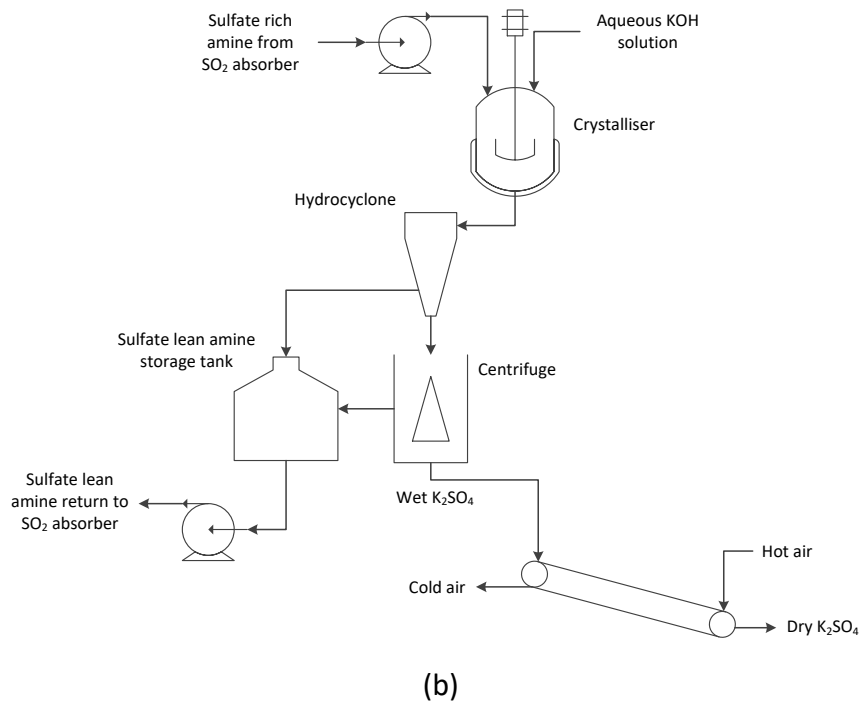 Sulfate rich
amine from
SO₂ absorber
Aqueous KOH
solution
Crystalliser
Hydrocyclone
Sulfate lean amine
storage tank
Centrifuge
Sulfate lean
amine return to
SO₂ absorber
Wet K₂SO₄
Hot air
Cold air
Dry K₂SO₄
(b)